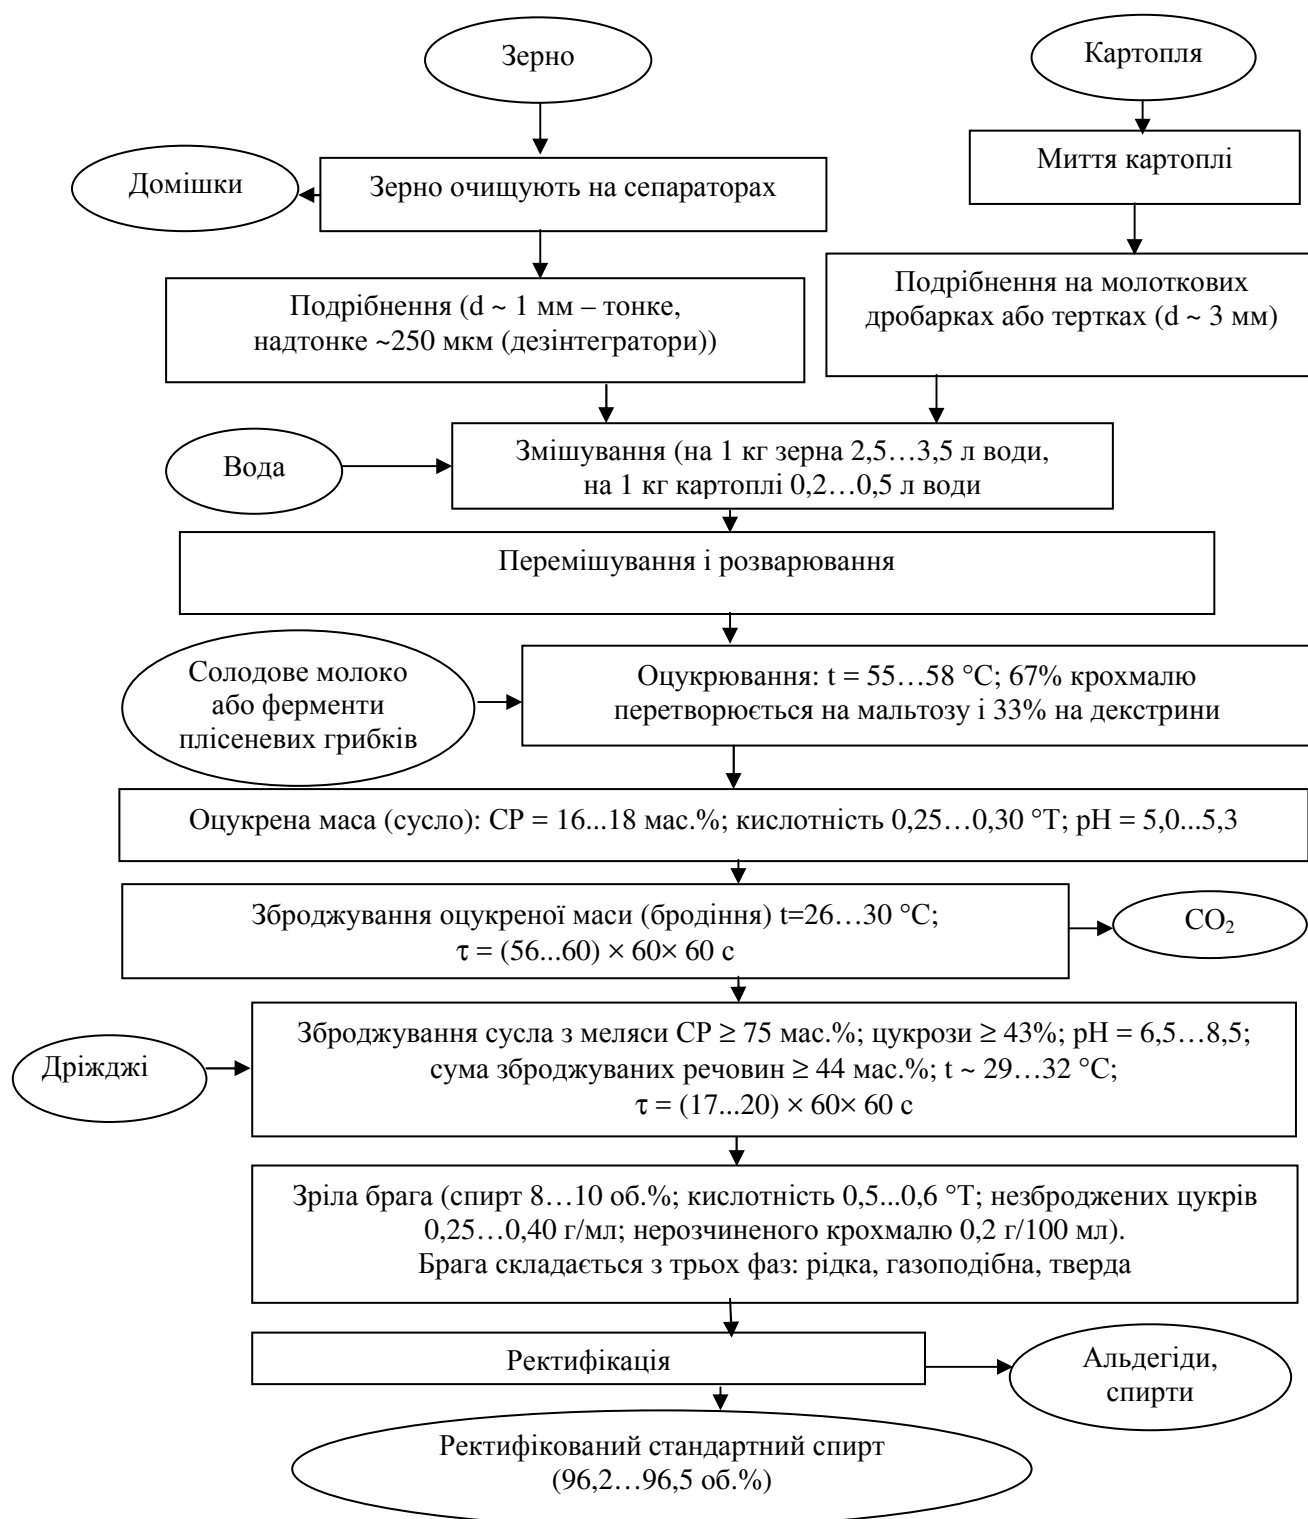 Зерно
Картопля
Домішки
Зерно очищують на сепараторах
Миття картоплі
Подрібнення (d ~ 1 мм – тонке,
надтонке ~250 мкм (дезінтегратори))
Подрібнення на молоткових
дробарках або тертках (d ~ 3 мм)
Вода
Змішування (на 1 кг зерна 2,5…3,5 л води,
на 1 кг картоплі 0,2…0,5 л води
Перемішування і розварювання
Солодове молоко
або ферменти
плісеневих грибків
Оцукрювання: t = 55…58 °С; 67% крохмалю
перетворюється на мальтозу і 33% на декстрини
Оцукрена маса (сусло): СР = 16...18 мас.%; кислотність 0,25…0,30 °Т; рН = 5,0...5,3
Зброджування оцукреної маси (бродіння) t=26…30 °С;
τ = (56...60) × 60× 60 с
СО₂
Дріжджі
Зброджування сусла з меляси СР ≥ 75 мас.%; цукрози ≥ 43%; рН = 6,5…8,5;
сума зброджуваних речовин ≥ 44 мас.%; t ~ 29…32 °С;
τ = (17...20) × 60× 60 с
Зріла брага (спирт 8…10 об.%; кислотність 0,5...0,6 °Т; незброджених цукрів
0,25…0,40 г/мл; нерозчиненого крохмалю 0,2 г/100 мл).
Брага складається з трьох фаз: рідка, газоподібна, тверда
Ректифікація
Альдегіди,
спирти
Ректифікований стандартний спирт
(96,2…96,5 об.%)